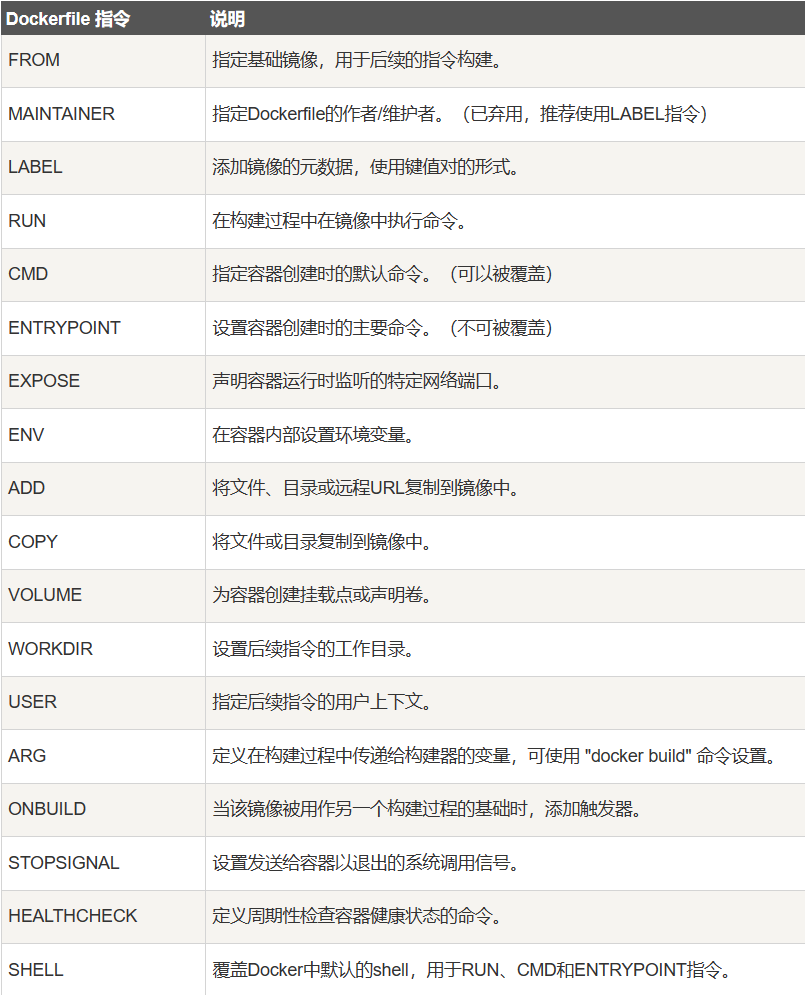 Dockerfile 指令 说明
FROM 指定基础镜像，用于后续的指令构建。
MAINTAINER 指定Dockerfile的作者/维护者。（已弃用，推荐使用LABEL指令）
LABEL 添加镜像的元数据，使用键值对的形式。
RUN 在构建过程中在镜像中执行命令。
CMD 指定容器创建时的默认命令。（可以被覆盖）
ENTRYPOINT 设置容器创建时的主要命令。（不可被覆盖）
EXPOSE 声明容器运行时监听的特定网络端口。
ENV 在容器内部设置环境变量。
ADD 将文件、目录或远程URL复制到镜像中。
COPY 将文件或目录复制到镜像中。
VOLUME 为容器创建挂载点或声明卷。
WORKDIR 设置后续指令的工作目录。
USER 指定后续指令的用户上下文。
ARG 定义在构建过程中传递给构建器的变量，可使用 "docker build" 命令设置。
ONBUILD 当该镜像被用作另一个构建过程的基础时，添加触发器。
STOPSIGNAL 设置发送给容器以退出的系统调用信号。
HEALTHCHECK 定义周期性检查容器健康状态的命令。
SHELL 覆盖Docker中默认的shell，用于RUN、CMD和ENTRYPOINT指令。